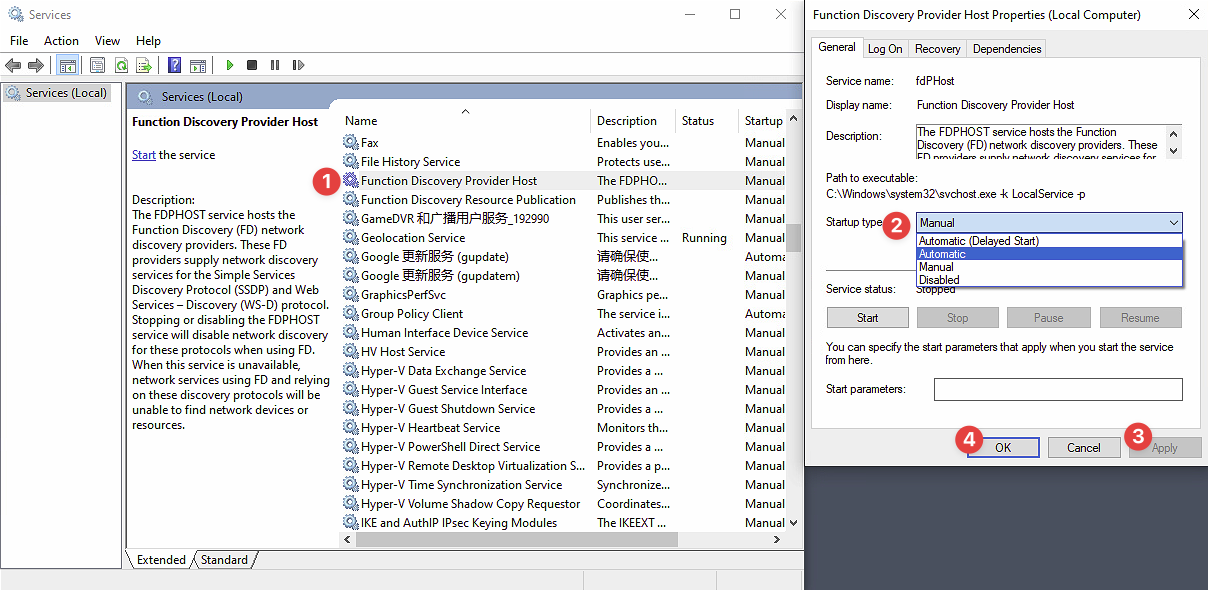 Services
File Action View Help
Services (Local)
Services (Local)
Function Discovery Provider Host
Start the service
Description:
The FDPHOST service hosts the
Function Discovery (FD) network
discovery providers. These FD
providers supply network discovery
services for the Simple Services
Discovery Protocol (SSDP) and Web
Services – Discovery (WS-D) protocol.
Stopping or disabling the FDPHOST
service will disable network discovery
for these protocols when using FD.
When this service is unavailable,
network services using FD and relying
on these discovery protocols will be
unable to find network devices or
resources.
Name Description Status Startup
Fax Enables you... Manual
File History Service Protects use... Manual
1 Function Discovery Provider Host The FDPHO... Manual
Function Discovery Resource Publication Publishes th... Manual
GameDVR 和广播用户服务_192990 This user ser... Manual
Geolocation Service This service ... Running Manual
Google 更新服务 (gupdate) 请确保使... Automa
Google 更新服务 (gupdatem) 请确保使... Manual
GraphicsPerfSvc Graphics pe... Manual
Group Policy Client The service i... Automa
Human Interface Device Service Activates an... Manual
HV Host Service Provides an ... Manual
Hyper-V Data Exchange Service Provides a ... Manual
Hyper-V Guest Service Interface Provides an ... Manual
Hyper-V Guest Shutdown Service Provides a ... Manual
Hyper-V Heartbeat Service Monitors th... Manual
Hyper-V PowerShell Direct Service Provides a ... Manual
Hyper-V Remote Desktop Virtualization S... Provides a p... Manual
Hyper-V Time Synchronization Service Synchronize... Manual
Hyper-V Volume Shadow Copy Requestor Coordinates... Manual
IKE and AuthIP IPsec Keying Modules The IKEEXT ... Manual
Extended Standard
Function Discovery Provider Host Properties (Local Computer)
General Log On Recovery Dependencies
Service name: fdPHost
Display name: Function Discovery Provider Host
Description: The FDPHOST service hosts the Function
Discovery (FD) network discovery providers. These
FD providers supply network discovery services for
Path to executable:
C:\Windows\system32\svchost.exe -k LocalService -p
Startup type 2 Manual
Automatic (Delayed Start)
Automatic
Manual
Disabled
Service status: Stopped
Start Stop Pause Resume
You can specify the start parameters that apply when you start the service
from here.
Start parameters:
4 OK Cancel 3 Apply